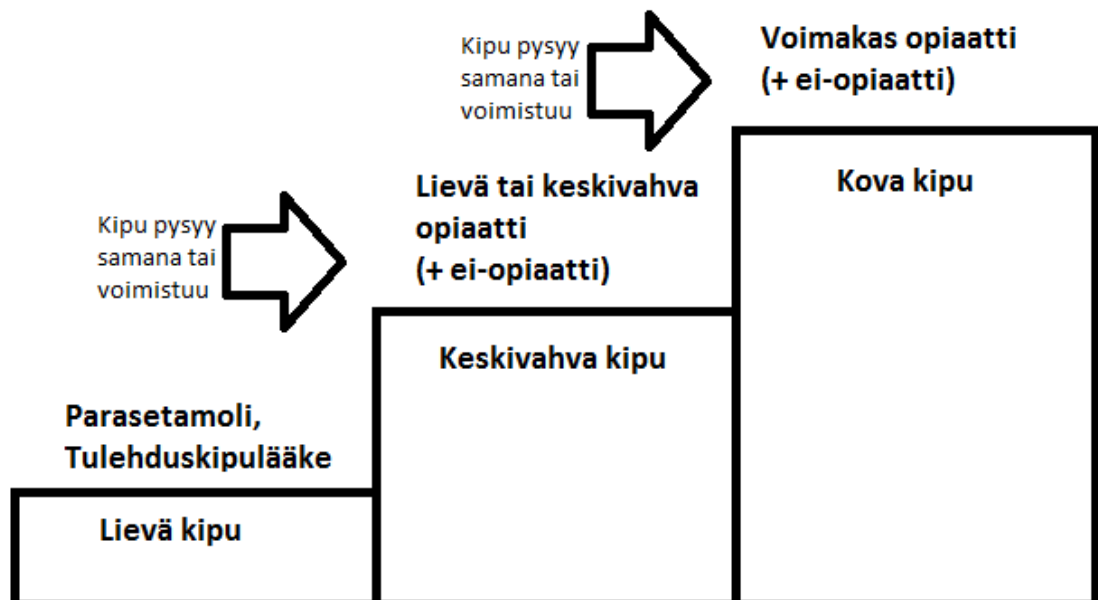 Kipu pysyy
samana tai
voimistuu
Voimakas opiaatti
(+ ei-opiaatti)
Kova kipu
Kipu pysyy
samana tai
voimistuu
Lievä tai keskivahva
opiaatti
(+ ei-opiaatti)
Keskivahva kipu
Parasetamoli,
Tulehduskipulääke
Lievä kipu